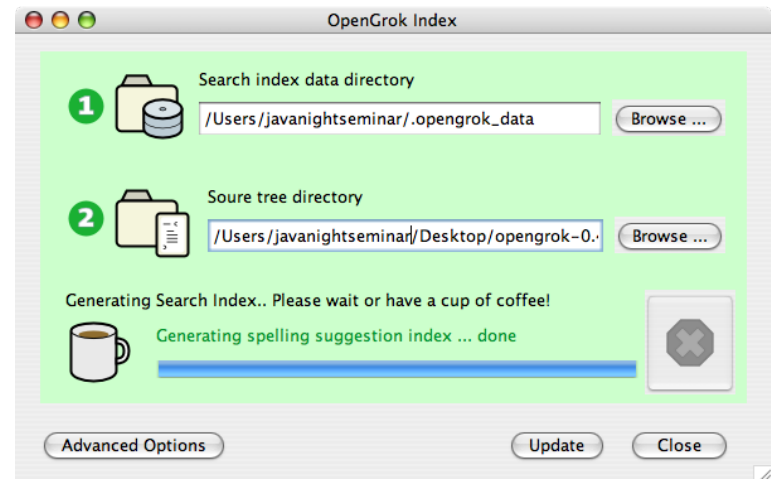 OpenGrok Index
1
Search index data directory
/Users/javanightseminar/.opengrok_data
Browse ...
2
Soure tree directory
/Users/javanightseminar/Desktop/opengrok-0.
Browse ...
Generating Search Index.. Please wait or have a cup of coffee!
Generating spelling suggestion index ... done
Advanced Options
Update
Close